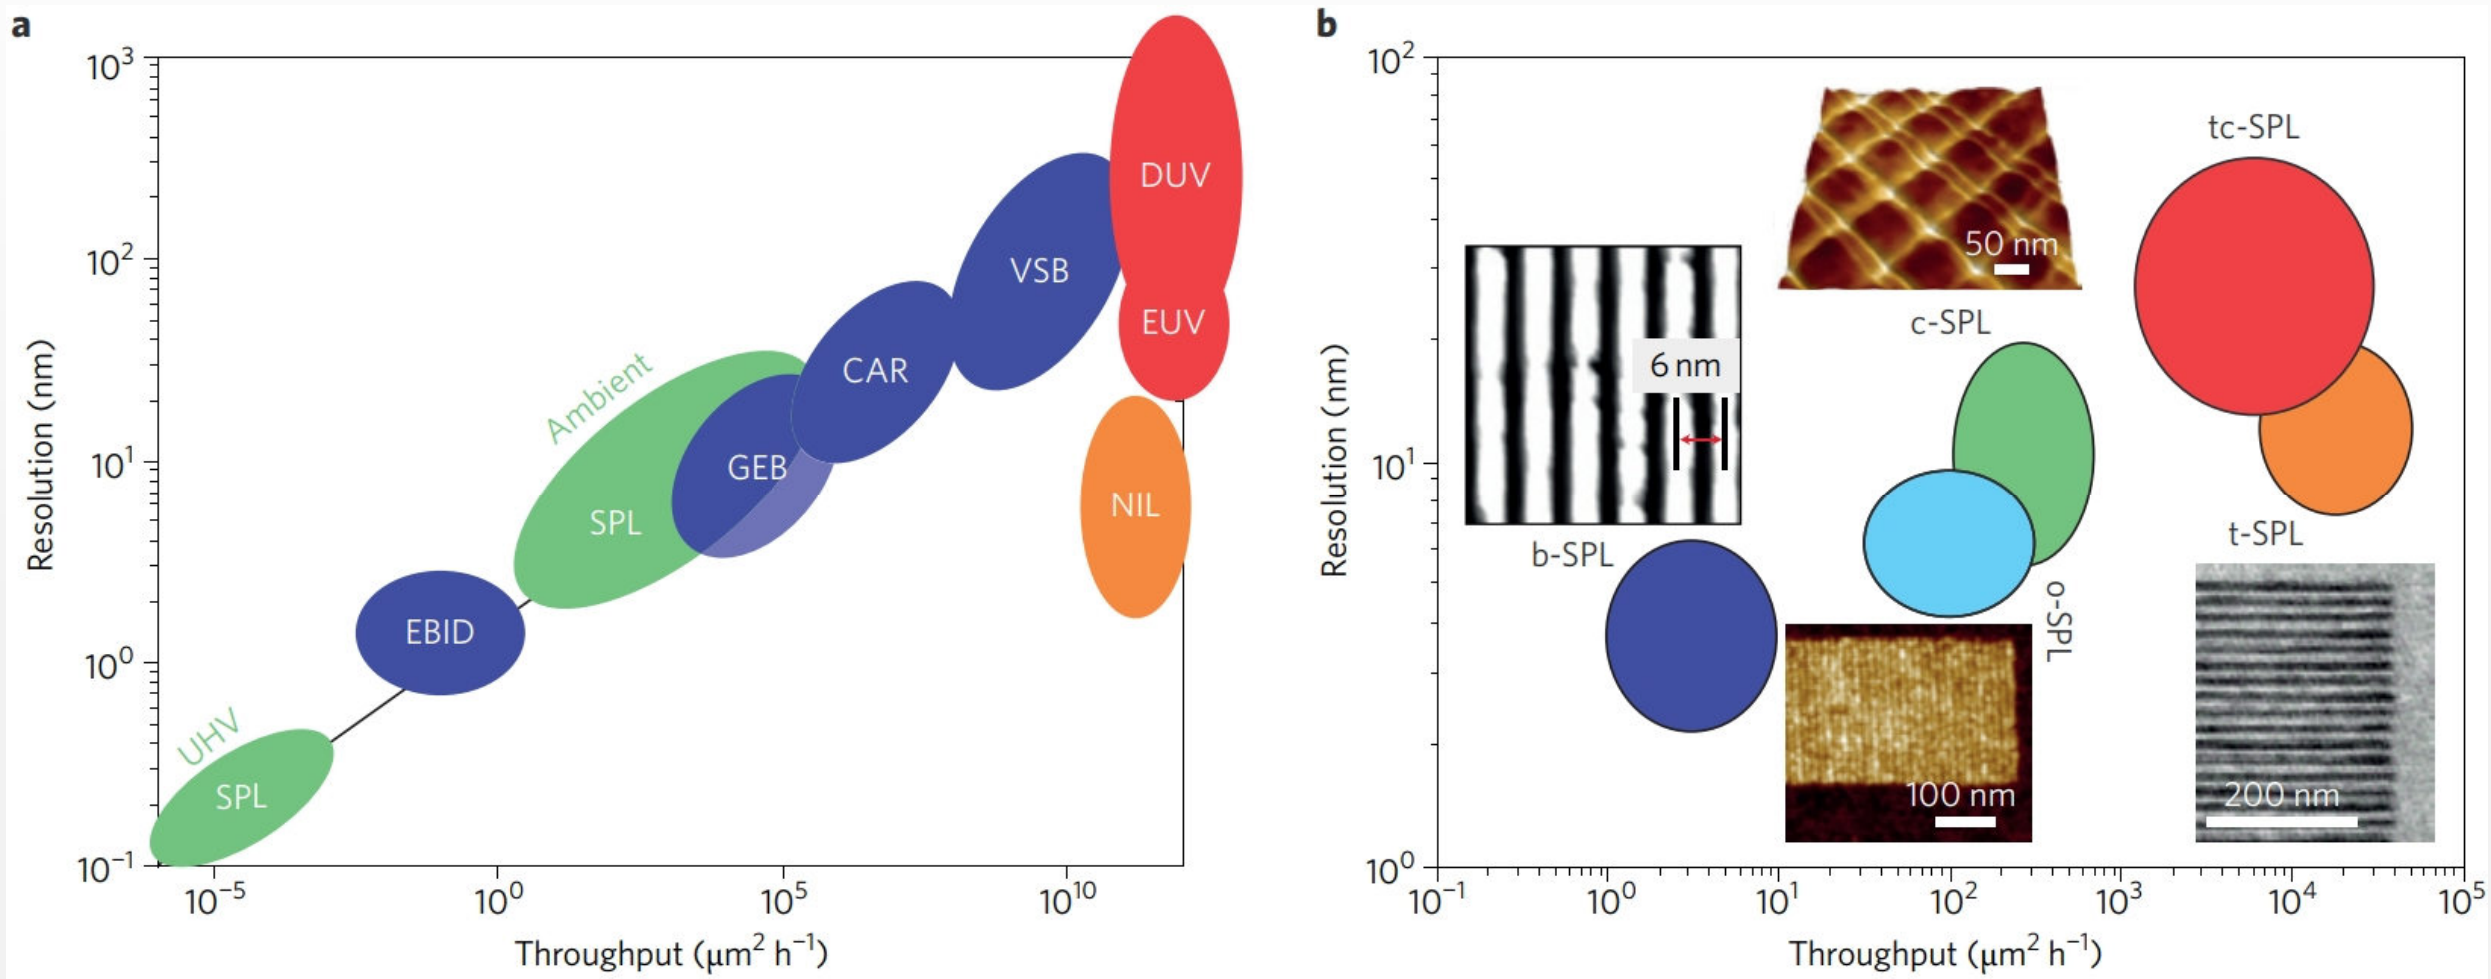 a
10³
10²
10¹
10⁰
10⁻¹
Resolution (nm)
10⁻⁵
10⁰
10⁵
10¹⁰
Throughput (μm² h⁻¹)
UHV
SPL
EBID
Ambient
SPL
GEB
CAR
VSB
DUV
EUV
NIL
b
10²
10¹
10⁰
Resolution (nm)
10⁻¹
10⁰
10¹
10²
10³
10⁴
10⁵
Throughput (μm² h⁻¹)
tc-SPL
50 nm
c-SPL
6 nm
b-SPL
t-SPL
o-SPL
100 nm
200 nm